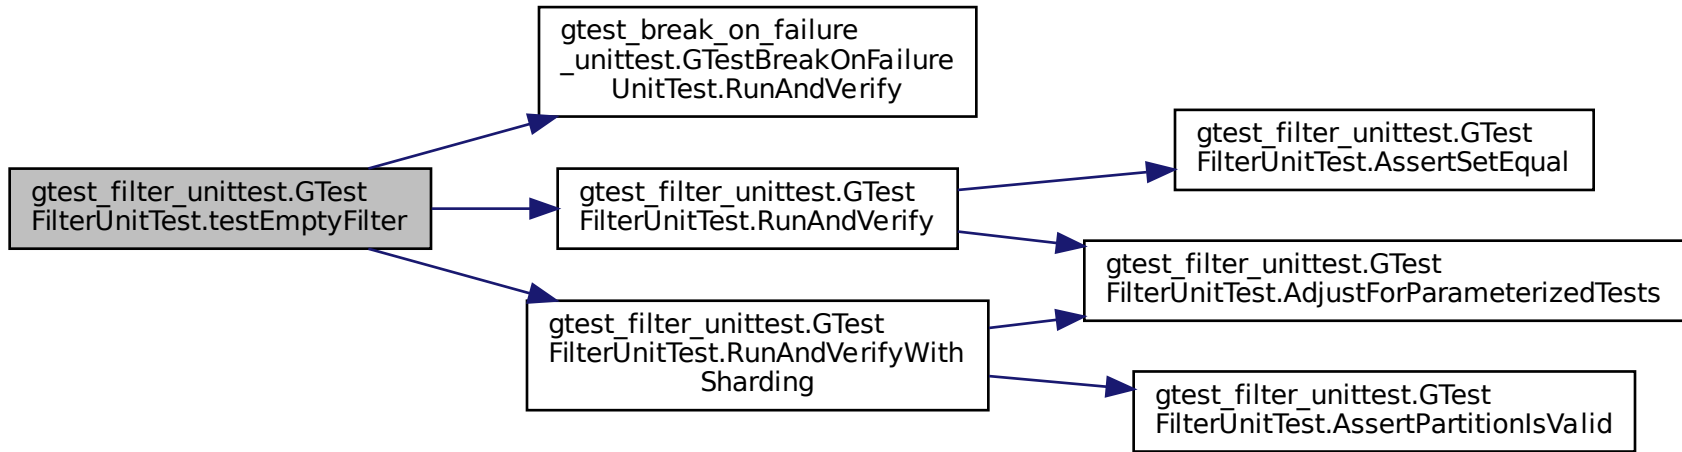 gtest_break_on_failure
_unittest.GTestBreakOnFailure
UnitTest.RunAndVerify
gtest_filter_unittest.GTest
FilterUnitTest.testEmptyFilter
gtest_filter_unittest.GTest
FilterUnitTest.RunAndVerify
gtest_filter_unittest.GTest
FilterUnitTest.AssertSetEqual
gtest_filter_unittest.GTest
FilterUnitTest.AdjustForParameterizedTests
gtest_filter_unittest.GTest
FilterUnitTest.RunAndVerifyWith
Sharding
gtest_filter_unittest.GTest
FilterUnitTest.AssertPartitionIsValid